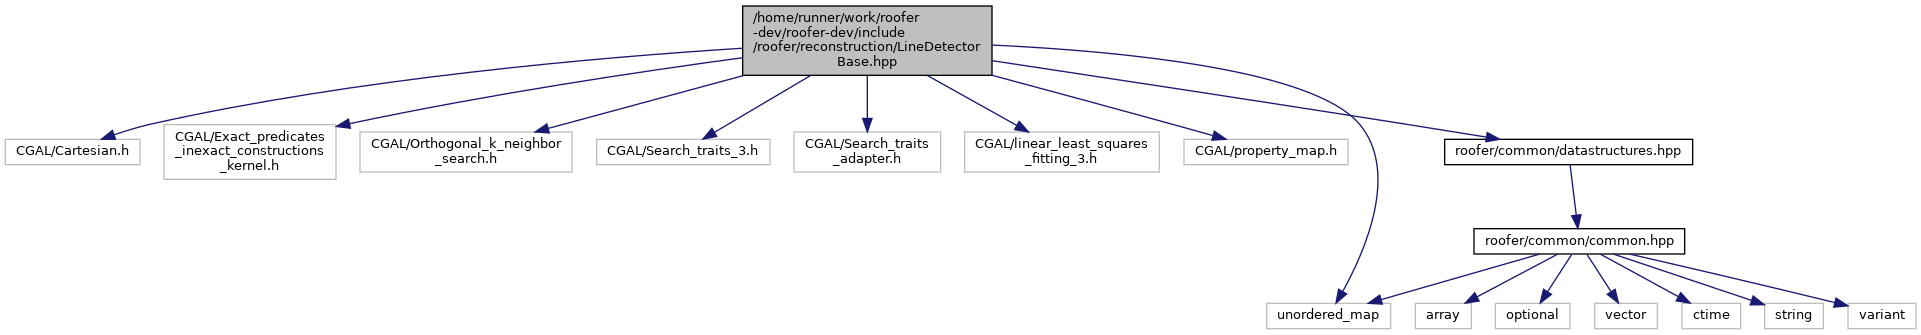 /home/runner/work/roofer
-dev/roofer-dev/include
/roofer/reconstruction/LineDetector
Base.hpp
CGAL/Cartesian.h
CGAL/Exact_predicates
_inexact_constructions
_kernel.h
CGAL/Orthogonal_k_neighbor
_search.h
CGAL/Search_traits_3.h
CGAL/Search_traits
_adapter.h
CGAL/linear_least_squares
_fitting_3.h
CGAL/property_map.h
roofer/common/datastructures.hpp
roofer/common/common.hpp
unordered_map
array
optional
vector
ctime
string
variant